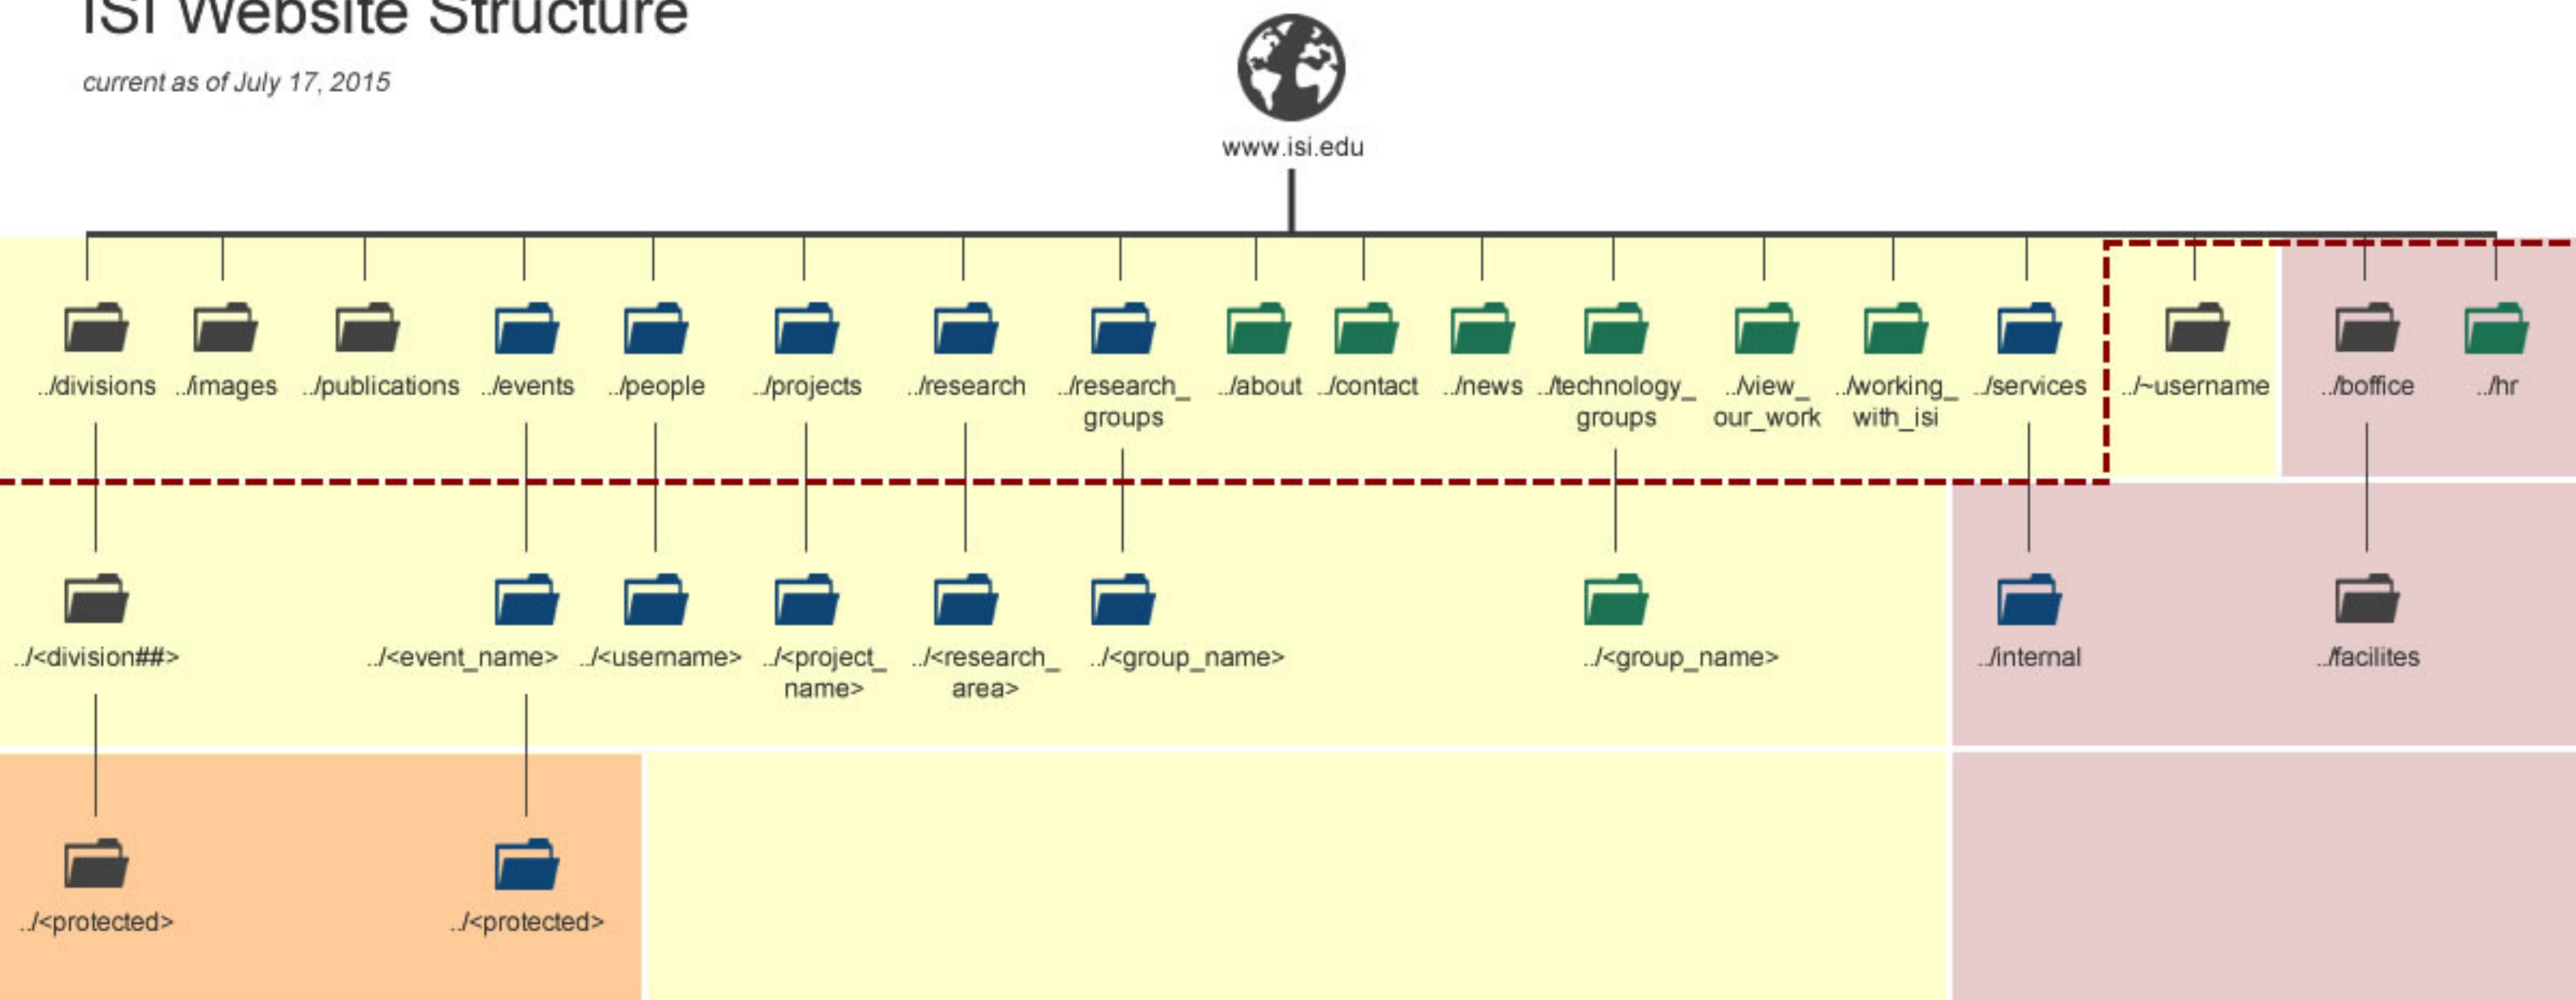 ISI Website Structure
current as of July 17, 2015
www.isi.edu
../divisions
../images
../publications
../events
../people
../projects
../research
../research_
groups
../about
../contact
../news
../technology_
groups
../view_
our_work
../working_
with_isi
../services
../~username
../boffice
../hr
../<division##>
../<event_name>
../<username>
../<project_
name>
../<research_
area>
../<group_name>
../<group_name>
../internal
../facilites
../<protected>
../<protected>